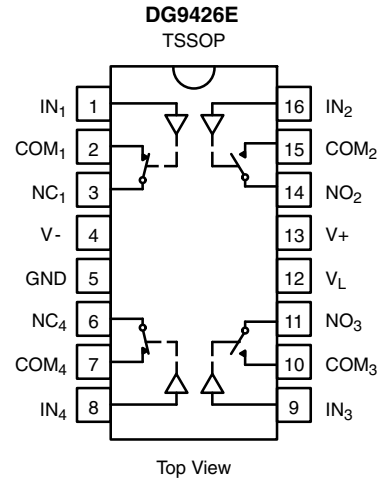 DG9426E
TSSOP
IN1 1 16 IN2
COM1 2 15 COM2
NC1 3 14 NO2
V- 4 13 V+
GND 5 12 VL
NC4 6 11 NO3
COM4 7 10 COM3
IN4 8 9 IN3
Top View